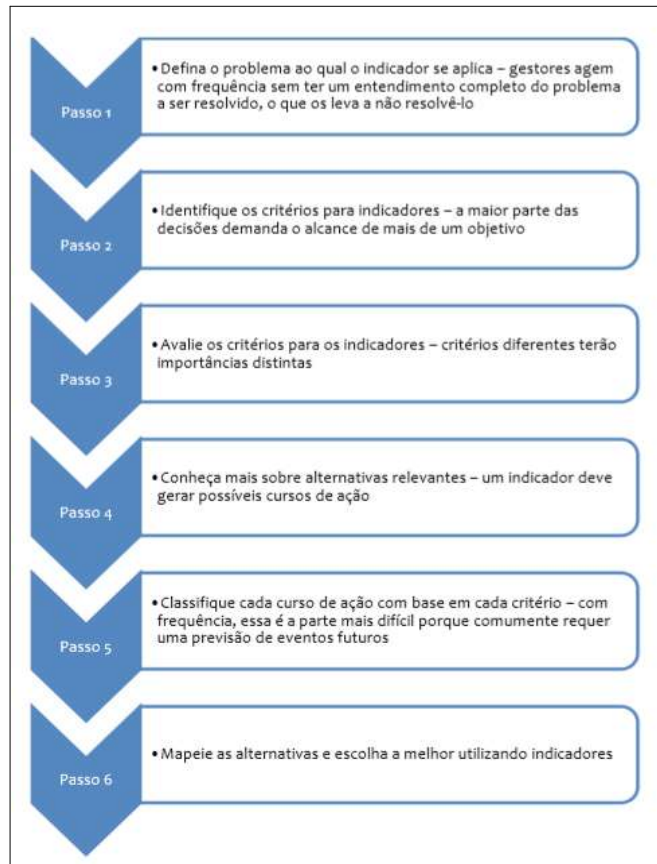 Passo 1
•Defina o problema ao qual o indicador se aplica – gestores agem
com frequência sem ter um entendimento completo do problema
a ser resolvido, o que os leva a não resolvê-lo
Passo 2
•Identifique os critérios para indicadores – a maior parte das
decisões demanda o alcance de mais de um objetivo
Passo 3
•Avalie os critérios para os indicadores – critérios diferentes terão
importâncias distintas
Passo 4
•Conheça mais sobre alternativas relevantes – um indicador deve
gerar possíveis cursos de ação
Passo 5
•Classifique cada curso de ação com base em cada critério – com
frequência, essa é a parte mais difícil porque comumente requer
uma previsão de eventos futuros
Passo 6
•Mapeie as alternativas e escolha a melhor utilizando indicadores